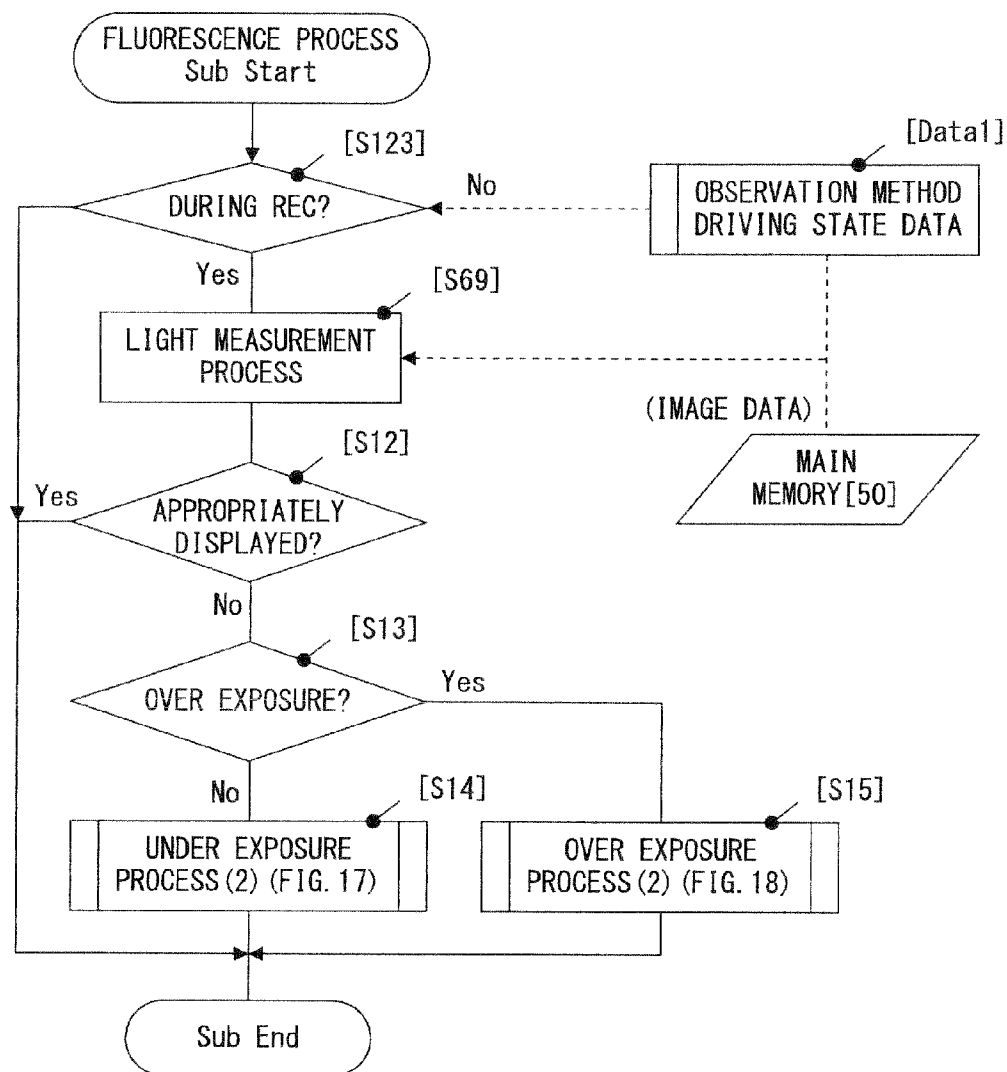 FLUORESCENCE PROCESS
Sub Start
[S123]
[Data1]
DURING REC?
No
OBSERVATION METHOD
DRIVING STATE DATA
Yes
[S69]
LIGHT MEASUREMENT
PROCESS
(IMAGE DATA)
MAIN
MEMORY[50]
[S12]
Yes
APPROPRIATELY
DISPLAYED?
No
[S13]
OVER EXPOSURE?
Yes
No
[S14]
[S15]
UNDER EXPOSURE
PROCESS(2)(FIG.17)
OVER EXPOSURE
PROCESS(2)(FIG.18)
Sub End